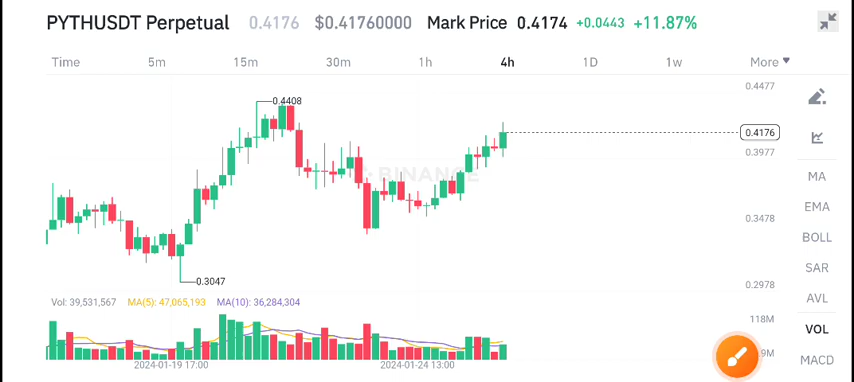 PYTHUSDT Perpetual 0.4176 $0.41760000 Mark Price 0.4174 +0.0443 +11.87%
Time 5m 15m 30m 1h 4h 1D 1w More
0.4477
0.4408
0.4176
0.3977
BINANCE
0.3478
0.3047
0.2978
Vol: 39,531,567 MA(5): 47,065,193 MA(10): 36,284,304
118M
9M
2024-01-19 17:00 2024-01-24 13:00
MA
EMA
BOLL
SAR
AVL
VOL
MACD